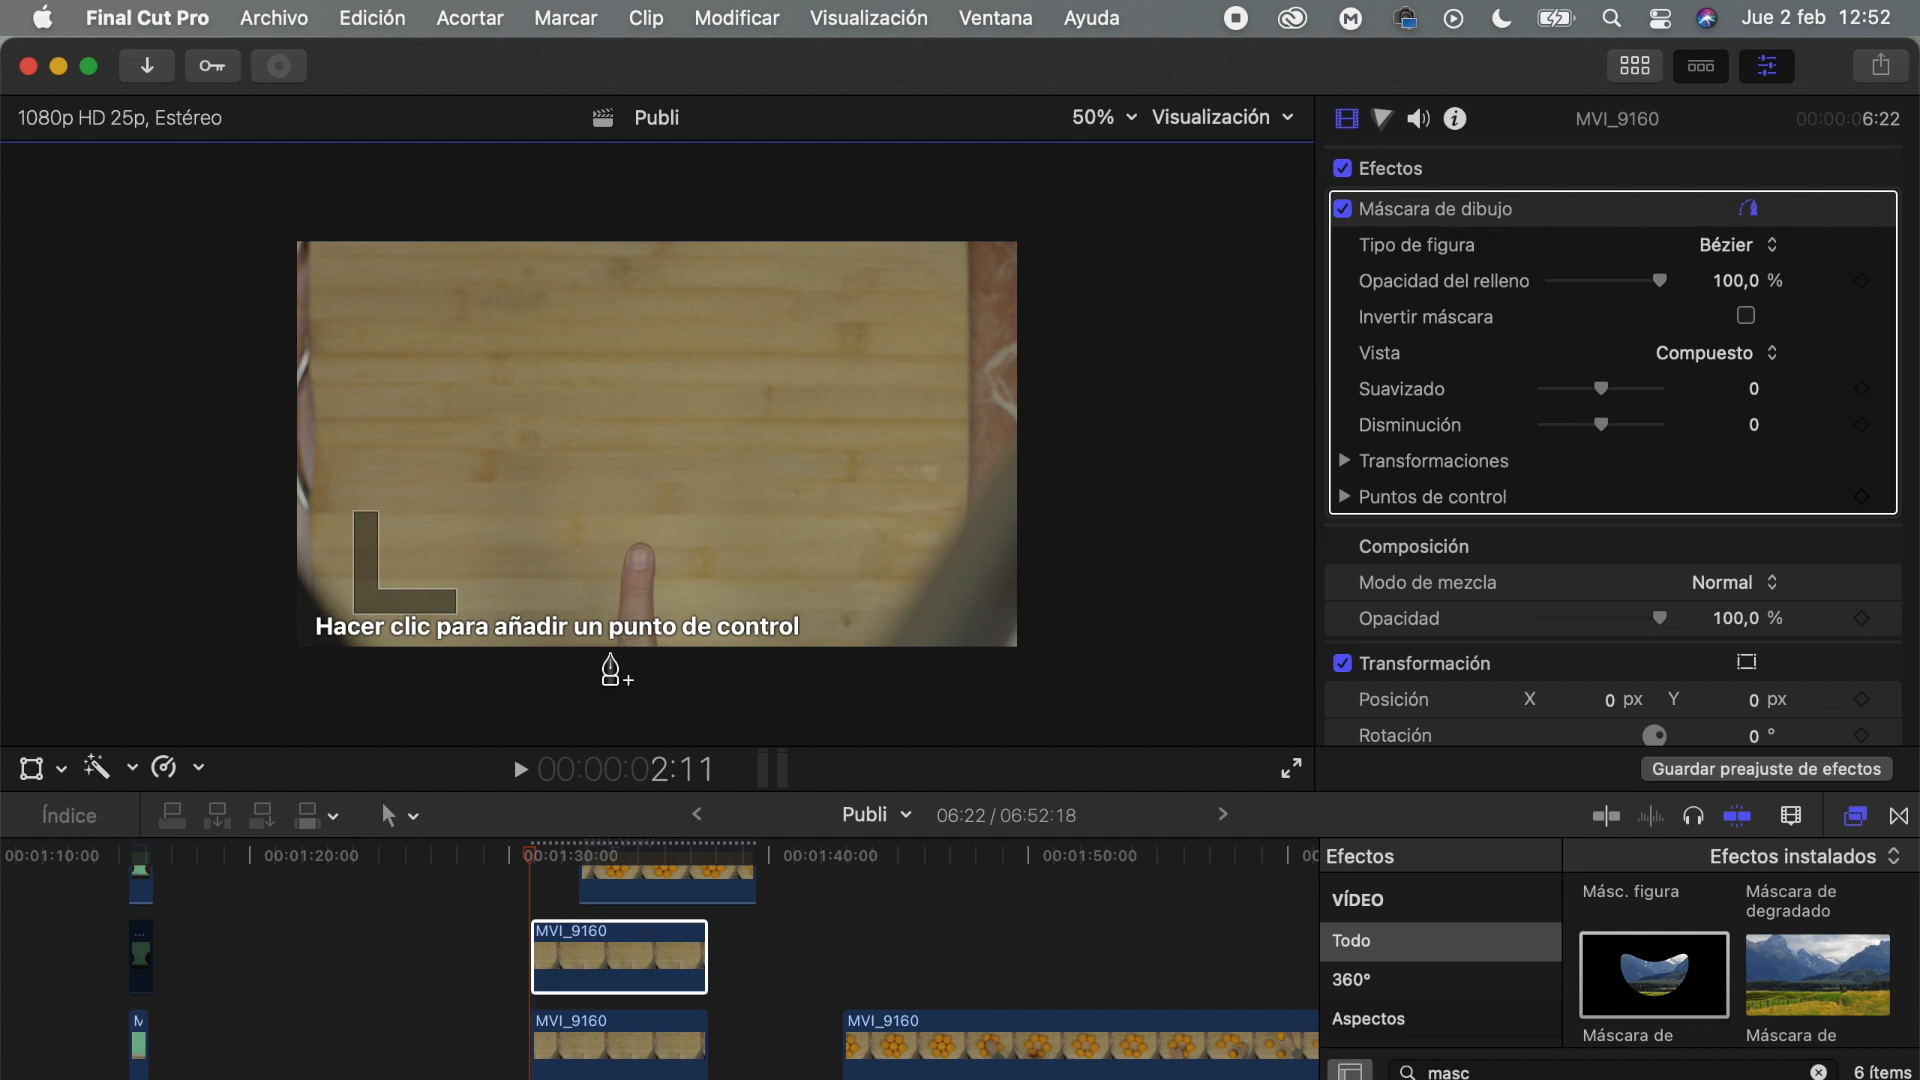 Final Cut Pro Archivo Edición Acortar Marcar Clip Modificar Visualización Ventana Ayuda Jue 2 feb 12:52
1080p HD 25p, Estéreo Publi 50% Visualización MVI_9160 00:00:06:22
Efectos
Máscara de dibujo
Tipo de figura Bézier
Opacidad del relleno 100,0 %
Invertir máscara
Vista Compuesto
Suavizado 0
Disminución 0
Transformaciones
Puntos de control
Composición
Modo de mezcla Normal
Opacidad 100,0 %
Hacer clic para añadir un punto de control
Transformación
Posición X 0 px Y 0 px
Rotación 0 °
00:00:02:11 Guardar preajuste de efectos
Índice Publi 06:22 / 06:52:18
00:01:10:00 00:01:20:00 00:01:30:00 00:01:40:00 00:01:50:00
Efectos Efectos instalados
VÍDEO
Todo
360°
Aspectos
Másc. figura
Máscara de
degradado
Máscara de
Máscara de
MVI_9160
M
MVI_9160
MVI_9160
masc 6 ítems